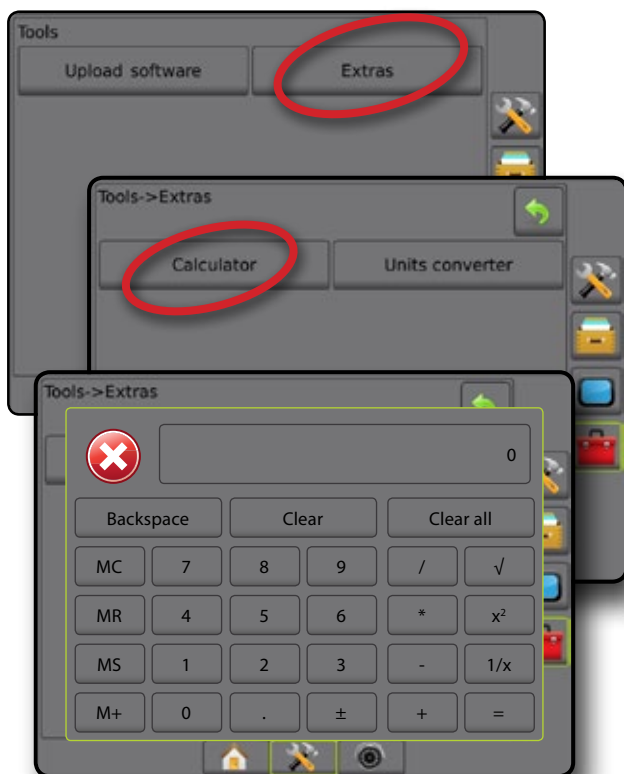 Tools
Upload software Extras
Tools->Extras
Calculator Units converter
Tools->Extras
0
Backspace Clear Clear all
MC 7 8 9 / √
MR 4 5 6 * x²
MS 1 2 3 - 1/x
M+ 0 . ± + =